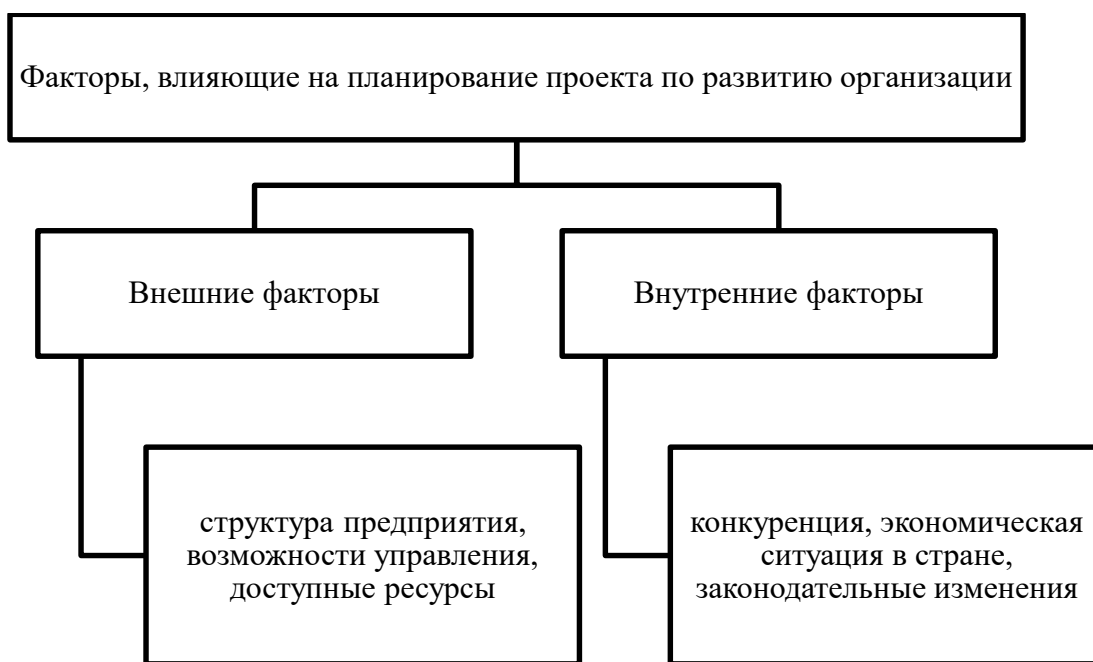 Факторы, влияющие на планирование проекта по развитию организации
Внешние факторы
Внутренние факторы
структура предприятия,
возможности управления,
доступные ресурсы
конкуренция, экономическая
ситуация в стране,
законодательные изменения